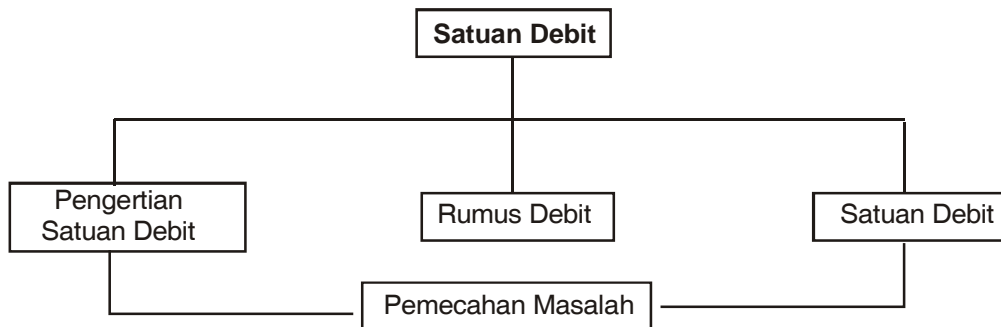 Satuan Debit
Pengertian
Satuan Debit
Rumus Debit
Satuan Debit
Pemecahan Masalah